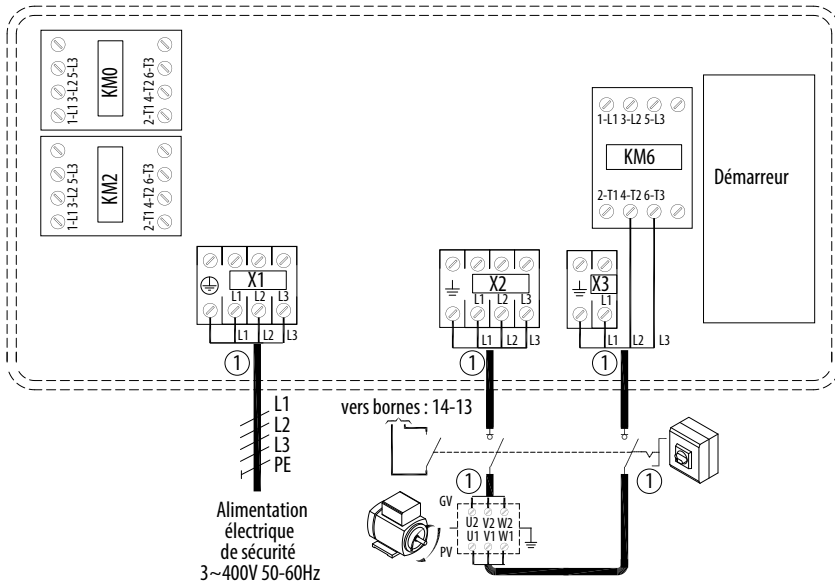 KM0
1-L1 3-L2 5-L3
2-T1 4-T2 6-T3
KM2
1-L1 3-L2 5-L3
2-T1 4-T2 6-T3
1-L1 3-L2 5-L3
KM6
2-T1 4-T2 6-T3
Démarreur
X1
L1 L2 L3
L1 L2 L3
1
X2
L1 L2 L3
L1 L2 L3
1
X3
L1
L1 L2 L3
1
L1
L2
L3
PE
Alimentation
électrique
de sécurité
3~400V 50-60Hz
vers bornes : 14-13
1
1
GV
U2 V2 W2
U1 V1 W1
PV